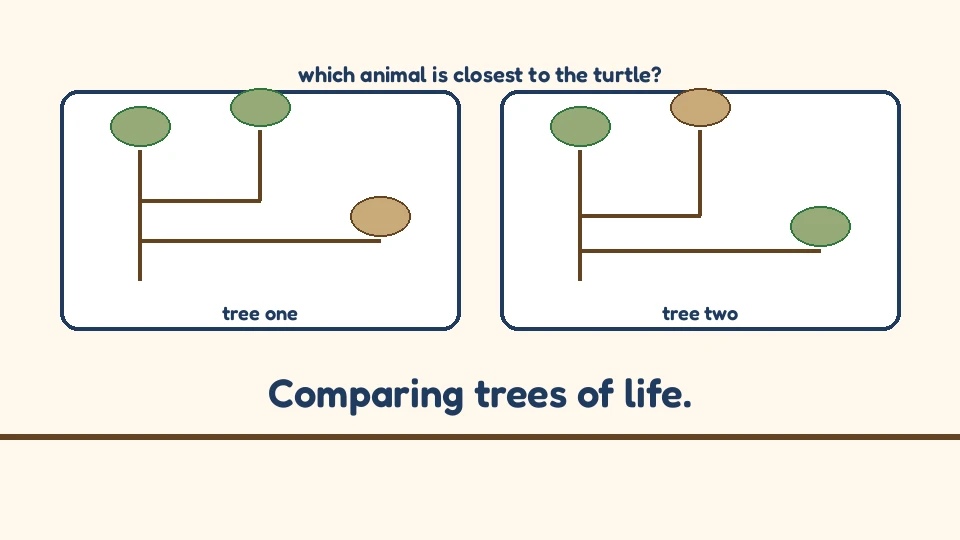 which animal is closest to the turtle?
tree one
tree two
Comparing trees of life.